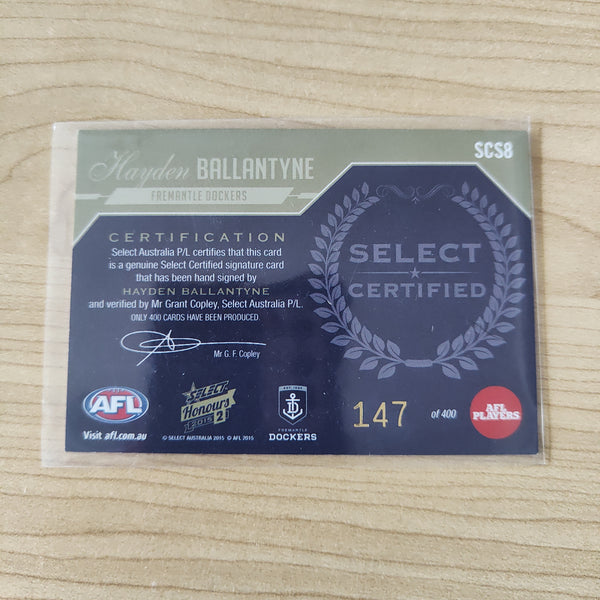 SCS8
Hayden BALLANTYNE
FREMANTLE DOCKERS
CERTIFICATION
Select Australia P/L certifies that this card
is a genuine Select Certified signature card
that has been hand signed by
HAYDEN BALLANTYNE
and verified by Mr Grant Copley, Select Australia P/L.
ONLY 400 CARDS HAVE BEEN PRODUCED.
Mr G. F. Copley
SELECT
CERTIFIED
AFL
Visit afl.com.au
SELECT
Honours
2015 2
© SELECT AUSTRALIA 2015 © AFL 2015
FREMANTLE
DOCKERS
147 of 400
AFL
PLAYERS